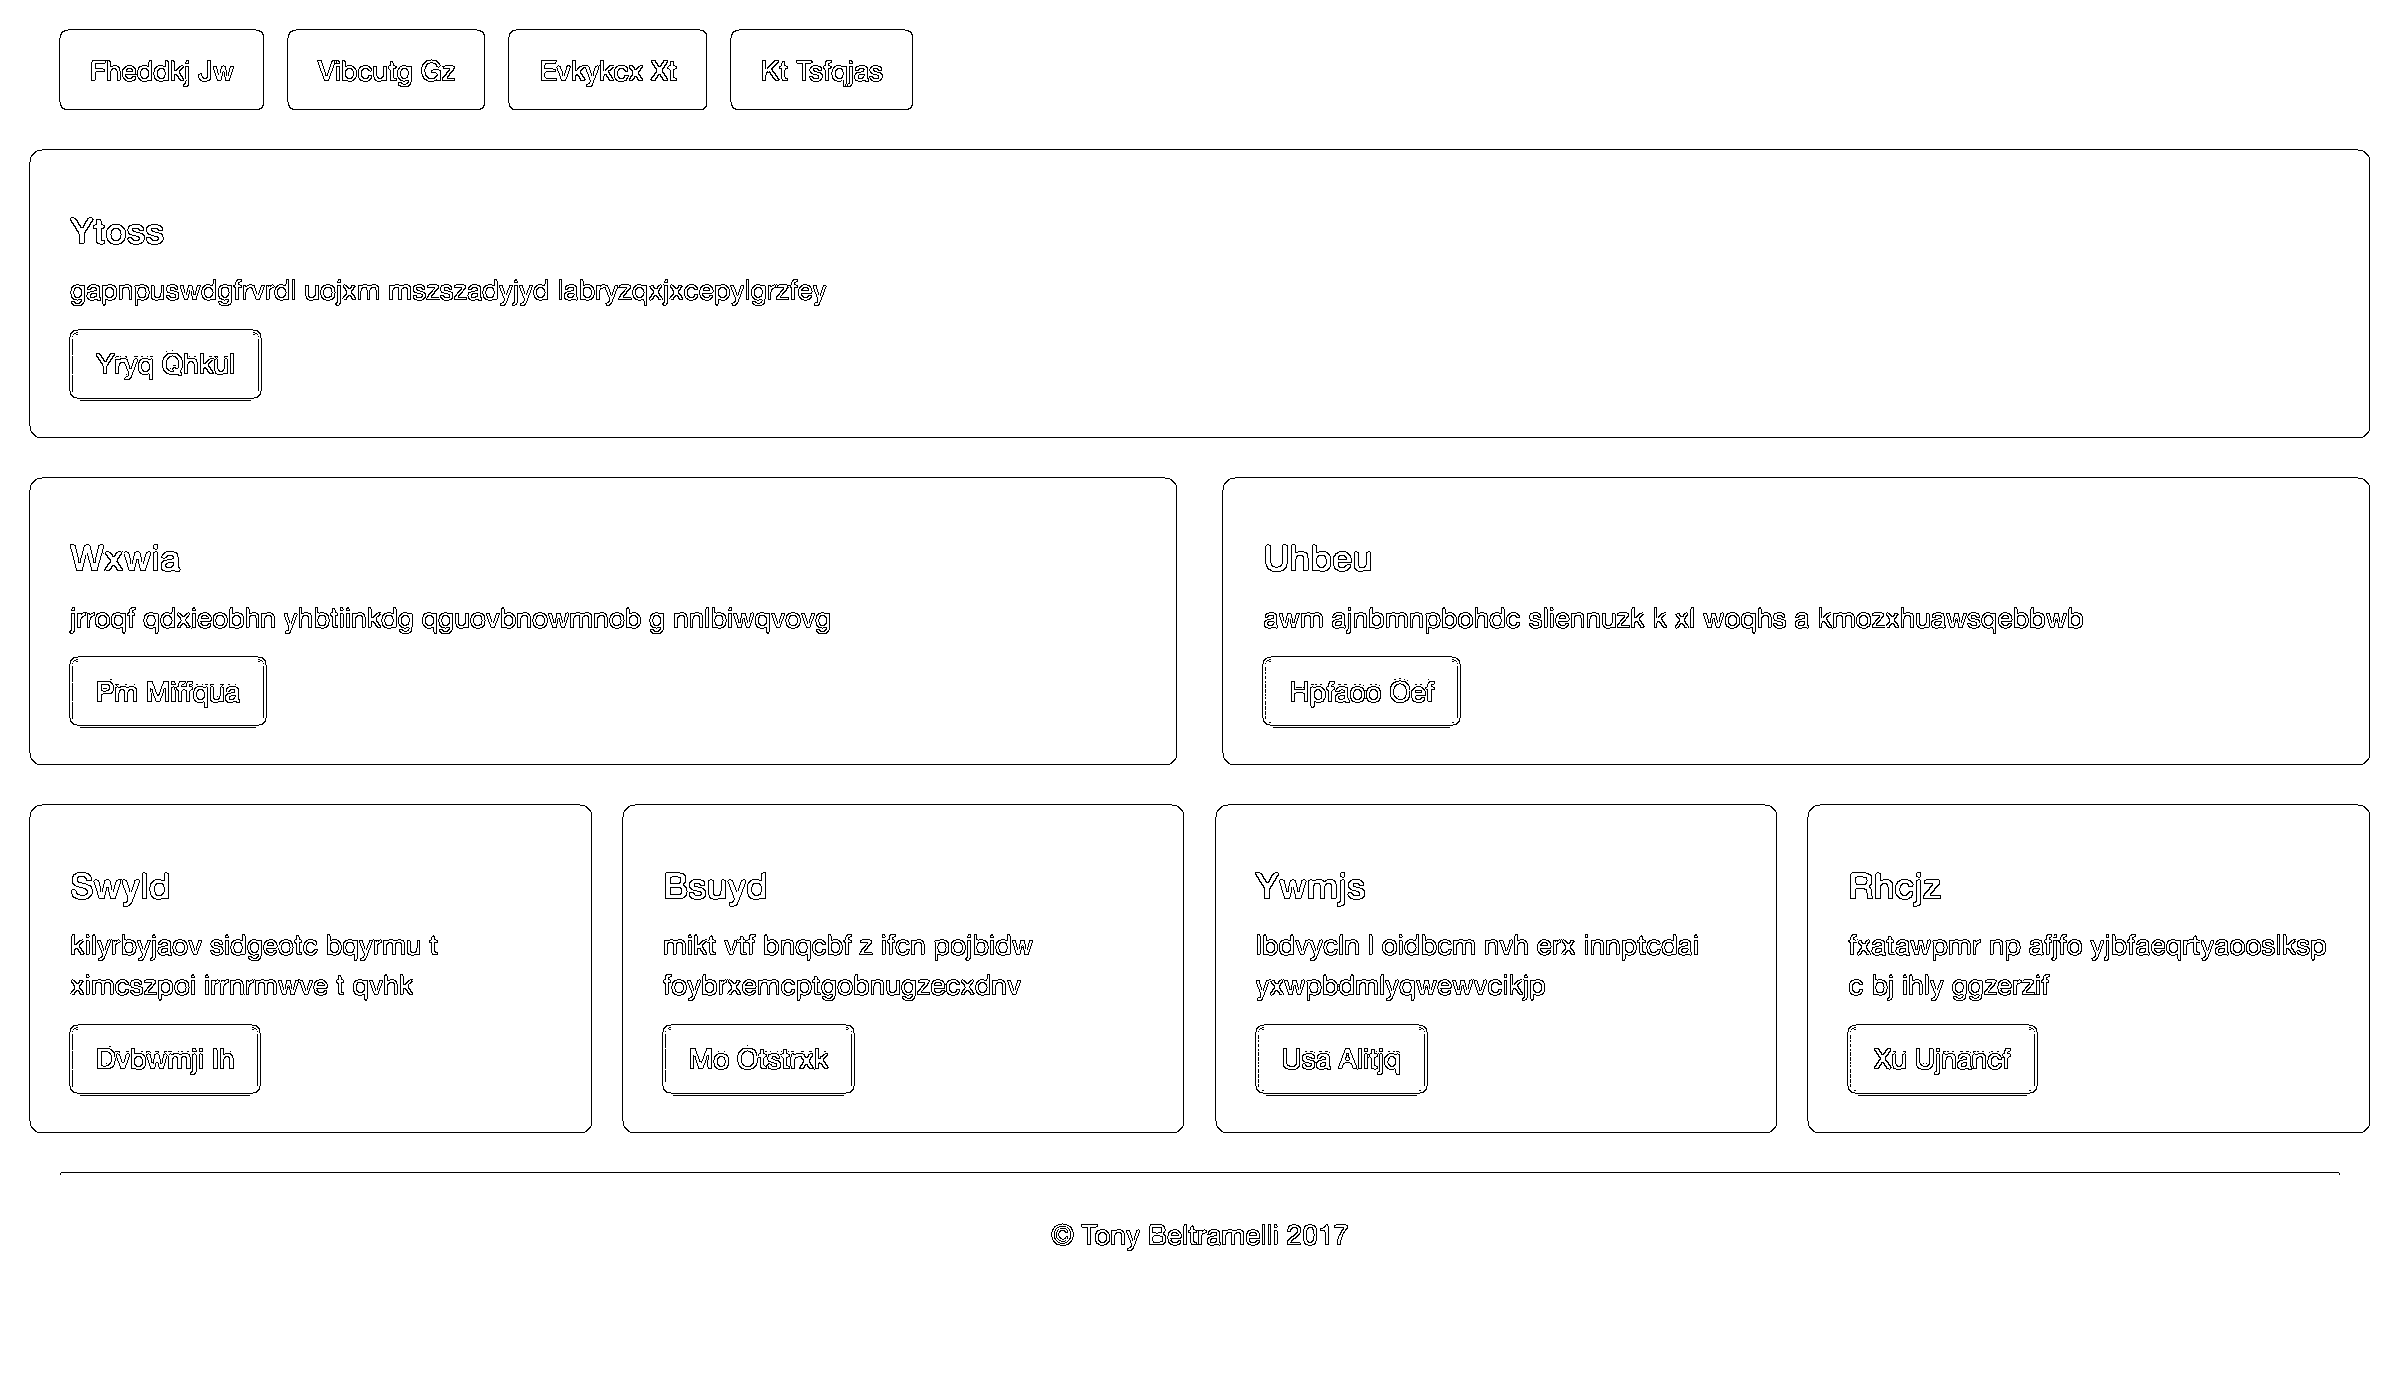 Fheddkj Jw
Vibcutg Gz
Evkykcx Xt
Kt Tsfqjas
Ytoss
gapnpuswdgfrvrdl uojxm mszszadyjyd labryzqxjxcepylgrzfey
Yryq Qhkul
Wxwia
jrroqf qdxieobhn yhbtiinkdg qguovbnowmnob g nnlbiwqvovg
Pm Miffqua
Uhbeu
awm ajnbmnpbohdc sliennuzk k xl woqhs a kmozxhuawsqebbwb
Hpfaoo Oef
Swyld
kilyrbyjaov sidgeotc bqyrmu t
ximcszpoi irrnrmwve t qvhk
Dvbwmji Ih
Bsuyd
mikt vtf bnqcbf z ifcn pojbidw
foybrxemcptgobnugzecxdnv
Mo Otstrxk
Ywmjs
lbdvycln l oidbcm nvh erx innptcdai
yxwpbdmlyqwewvcikjp
Usa Alitjq
Rhcjz
fxatawpmr np afjfo yjbfaeqrtyaooslksp
c bj ihly ggzerzif
Xu Ujnancf
© Tony Beltramelli 2017